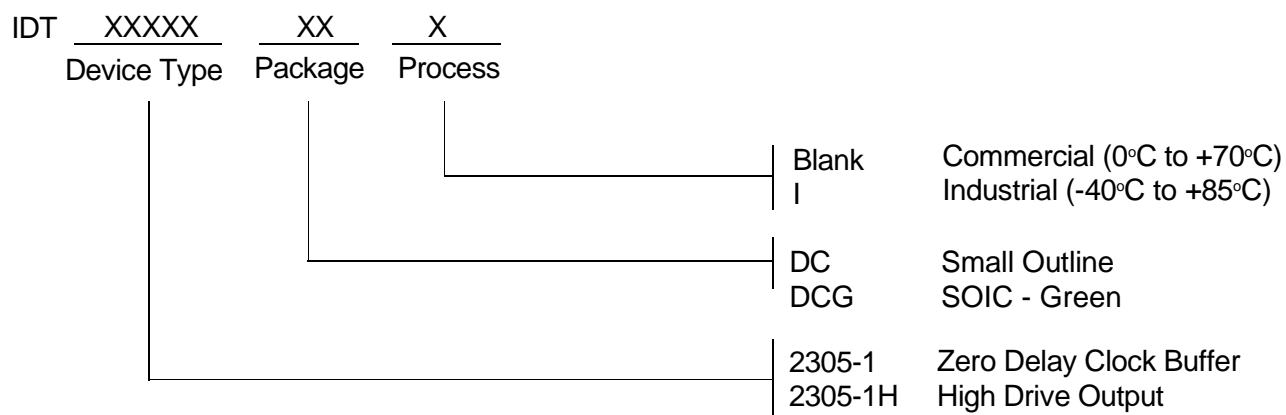 IDT XXXXX XX X
Device Type Package Process
Blank Commercial (0°C to +70°C)
I Industrial (-40°C to +85°C)
DC Small Outline
DCG SOIC - Green
2305-1 Zero Delay Clock Buffer
2305-1H High Drive Output